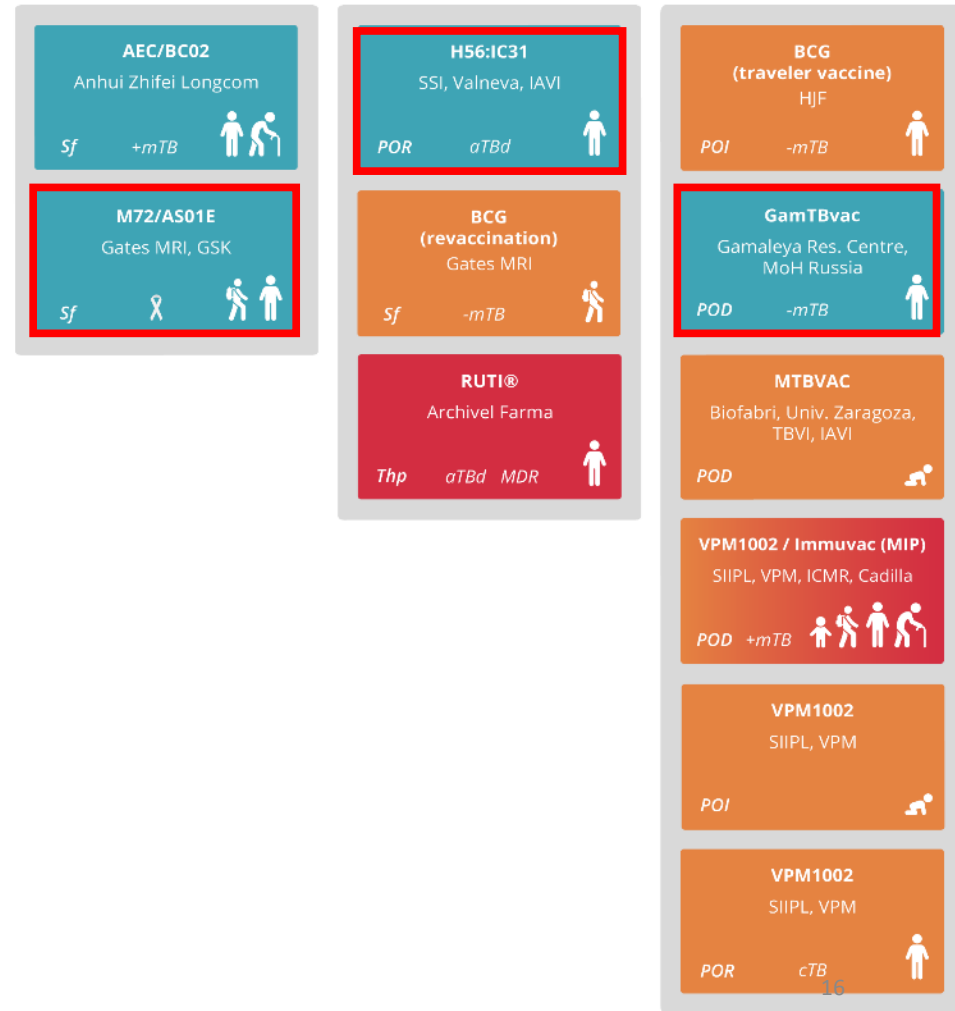 AEC/BC02
Anhui Zhifei Longcom
Sf +mTB
M72/AS01E
Gates MRI, GSK
Sf
H56:IC31
SSI, Valneva, IAVI
POR aTBd
BCG
(revaccination)
Gates MRI
Sf -mTB
RUTI®
Archivel Farma
Thp aTBd MDR
BCG
(traveler vaccine)
HJF
POI -mTB
GamTBvac
Gamaleya Res. Centre,
MoH Russia
POD -mTB
MTBVAC
Biofabri, Univ. Zaragoza,
TBVI, IAVI
POD
VPM1002 / Immuvac (MIP)
SIIPL, VPM, ICMR, Cadilla
POD +mTB
VPM1002
SIIPL, VPM
POI
VPM1002
SIIPL, VPM
POR cTB
16